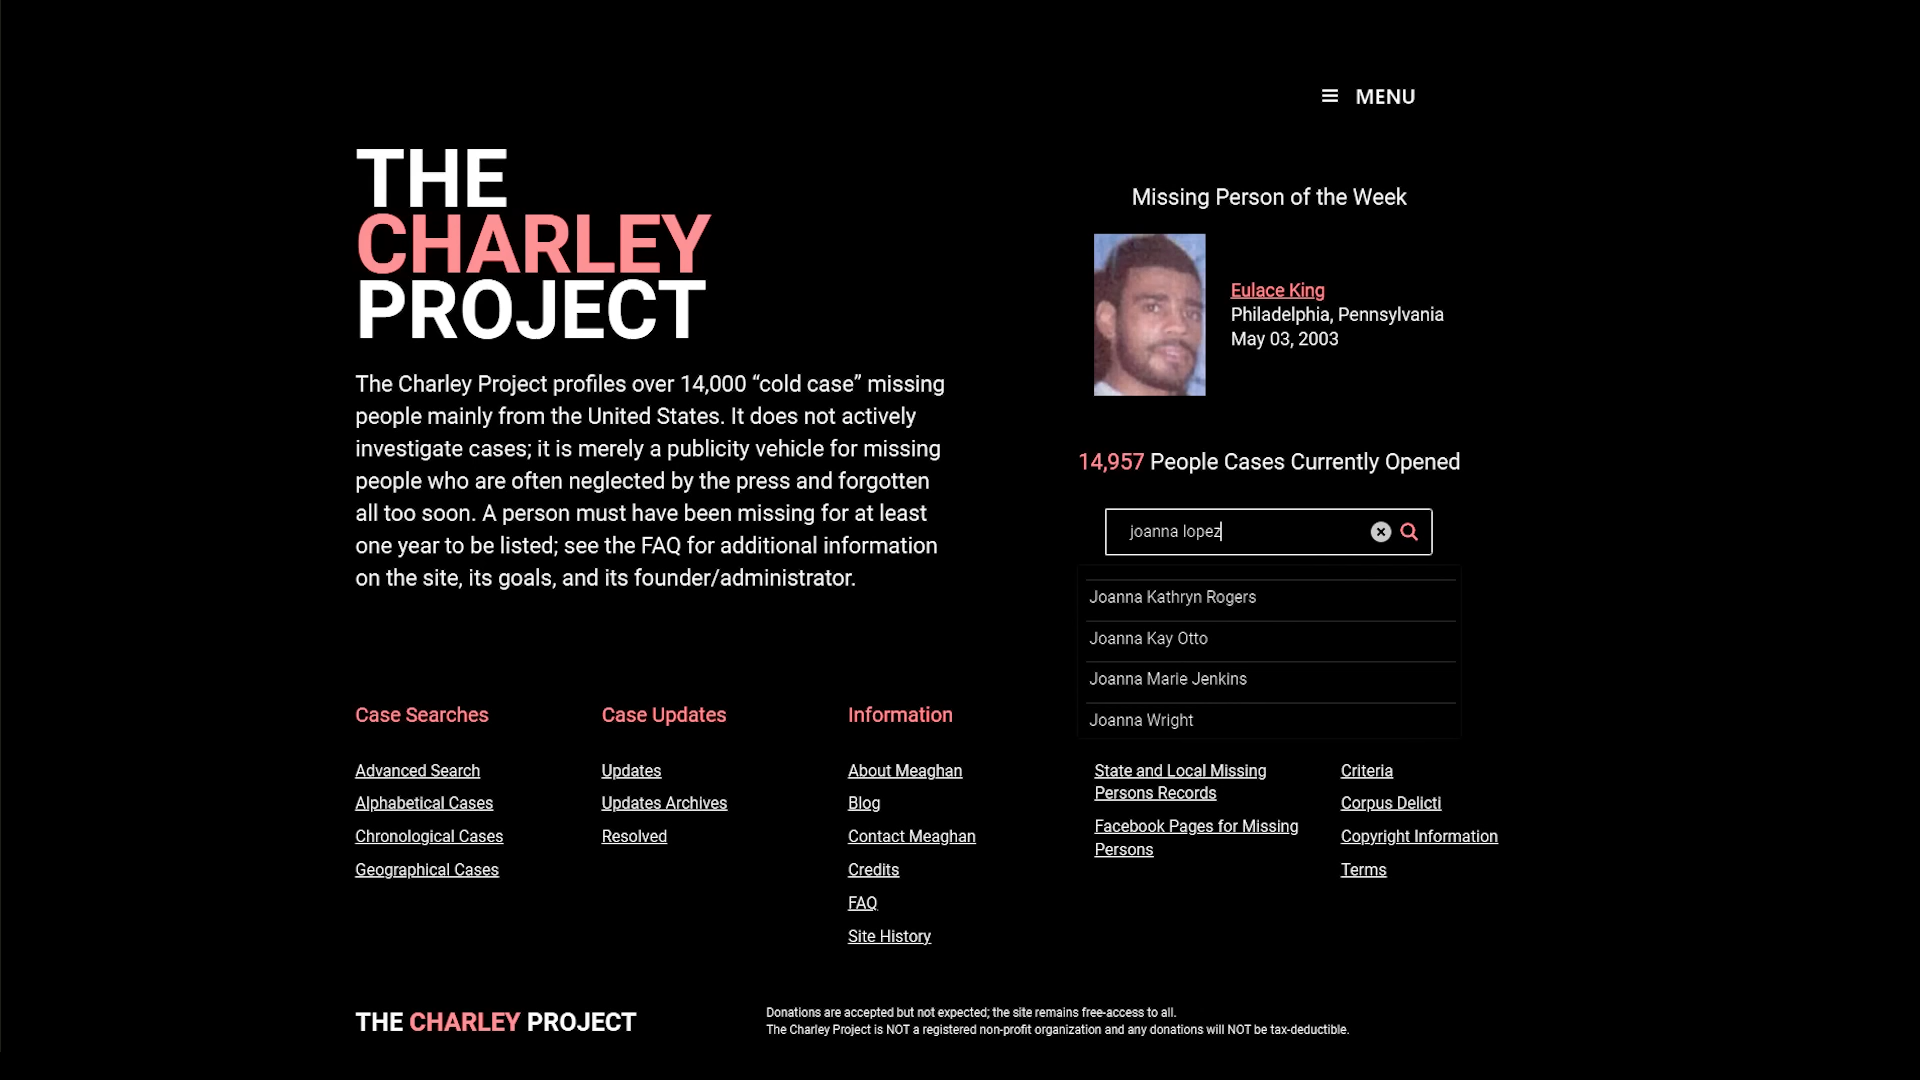 MENU
THE
CHARLEY
PROJECT
The Charley Project profiles over 14,000 “cold case” missing
people mainly from the United States. It does not actively
investigate cases; it is merely a publicity vehicle for missing
people who are often neglected by the press and forgotten
all too soon. A person must have been missing for at least
one year to be listed; see the FAQ for additional information
on the site, its goals, and its founder/administrator.
Missing Person of the Week
Eulace King
Philadelphia, Pennsylvania
May 03, 2003
14,957 People Cases Currently Opened
joanna lopez
Joanna Kathryn Rogers
Joanna Kay Otto
Joanna Marie Jenkins
Joanna Wright
Case Searches
Advanced Search
Alphabetical Cases
Chronological Cases
Geographical Cases
Case Updates
Updates
Updates Archives
Resolved
Information
About Meaghan
Blog
Contact Meaghan
Credits
FAQ
Site History
State and Local Missing
Persons Records
Facebook Pages for Missing
Persons
Criteria
Corpus Delicti
Copyright Information
Terms
THE CHARLEY PROJECT
Donations are accepted but not expected; the site remains free-access to all.
The Charley Project is NOT a registered non-profit organization and any donations will NOT be tax-deductible.